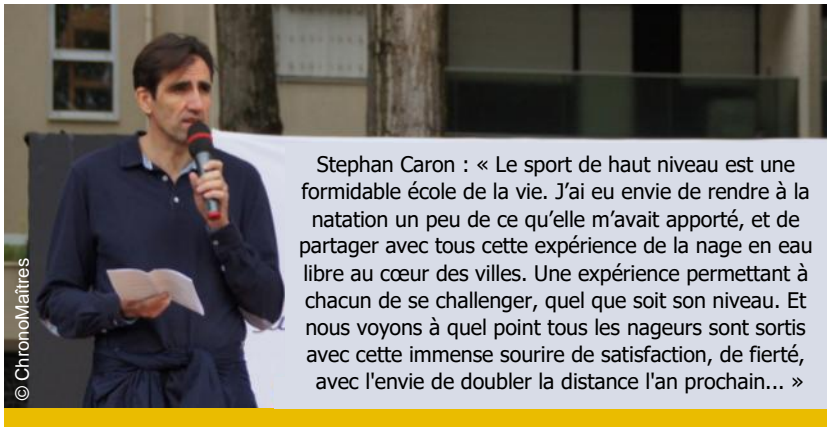 Stephan Caron : « Le sport de haut niveau est une
formidable école de la vie. J'ai eu envie de rendre à la
natation un peu de ce qu'elle m'avait apporté, et de
partager avec tous cette expérience de la nage en eau
libre au cœur des villes. Une expérience permettant à
chacun de se challenger, quel que soit son niveau. Et
nous voyons à quel point tous les nageurs sont sortis
avec cette immense sourire de satisfaction, de fierté,
avec l'envie de doubler la distance l'an prochain... »
© ChronoMaîtres